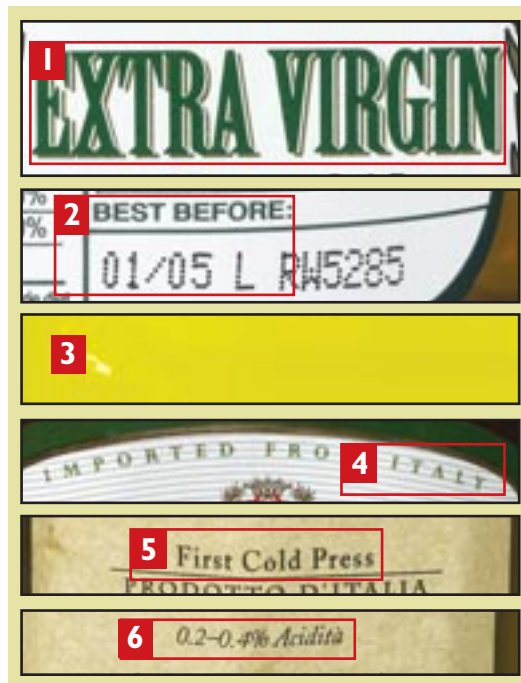 1
EXTRA VIRGIN
%
%
2
BEST BEFORE:
01/05 L RW5285
3
IMPORTED FRO
4
ITALY
5
First Cold Press
PRODOTTO D'ITALIA
6
0.2–0.4% Acidità